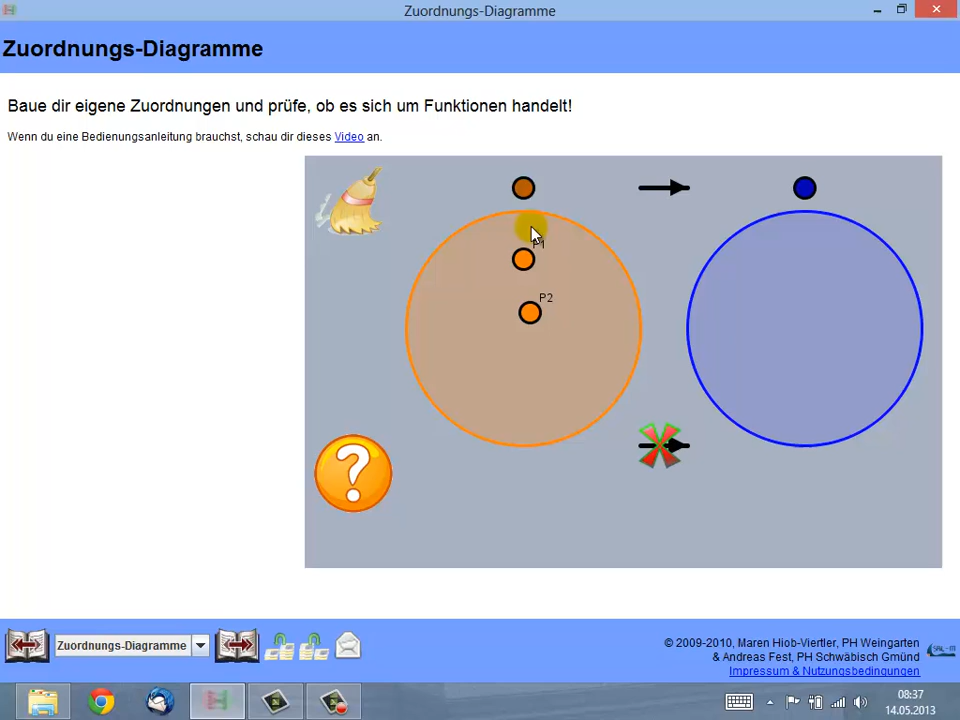 Zuordnungs-Diagramme
Zuordnungs-Diagramme
Baue dir eigene Zuordnungen und prüfe, ob es sich um Funktionen handelt!
Wenn du eine Bedienungsanleitung brauchst, schau dir dieses Video an.
P1
P2
?
Zuordnungs-Diagramme
© 2009-2010, Maren Hiob-Viertler, PH Weingarten
& Andreas Fest, PH Schwäbisch Gmünd
Impressum & Nutzungsbedingungen
08:37
14.05.2013